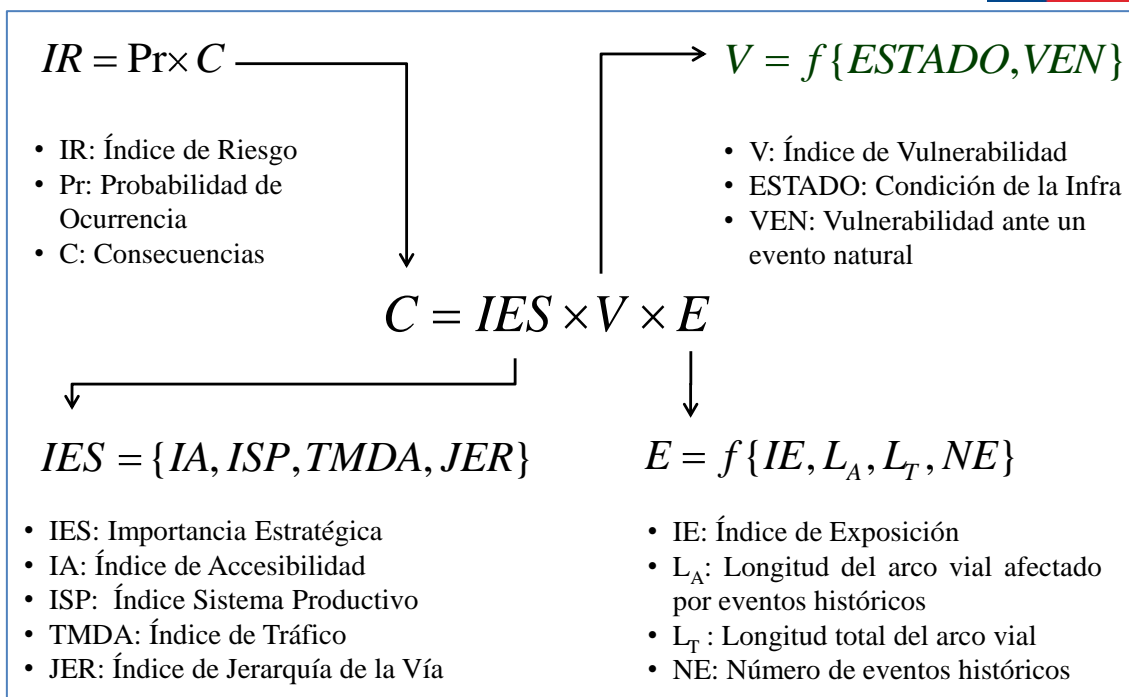 IR = Pr × C
• IR: Índice de Riesgo
• Pr: Probabilidad de
Ocurrencia
• C: Consecuencias
V = f{ESTADO,VEN}
• V: Índice de Vulnerabilidad
• ESTADO: Condición de la Infra
• VEN: Vulnerabilidad ante un
evento natural
C = IES × V × E
IES = {IA, ISP, TMDA, JER}
• IES: Importancia Estratégica
• IA: Índice de Accesibilidad
• ISP: Índice Sistema Productivo
• TMDA: Índice de Tráfico
• JER: Índice de Jerarquía de la Vía
E = f{IE, L_A, L_T, NE}
• IE: Índice de Exposición
• L_A: Longitud del arco vial afectado
por eventos históricos
• L_T : Longitud total del arco vial
• NE: Número de eventos históricos